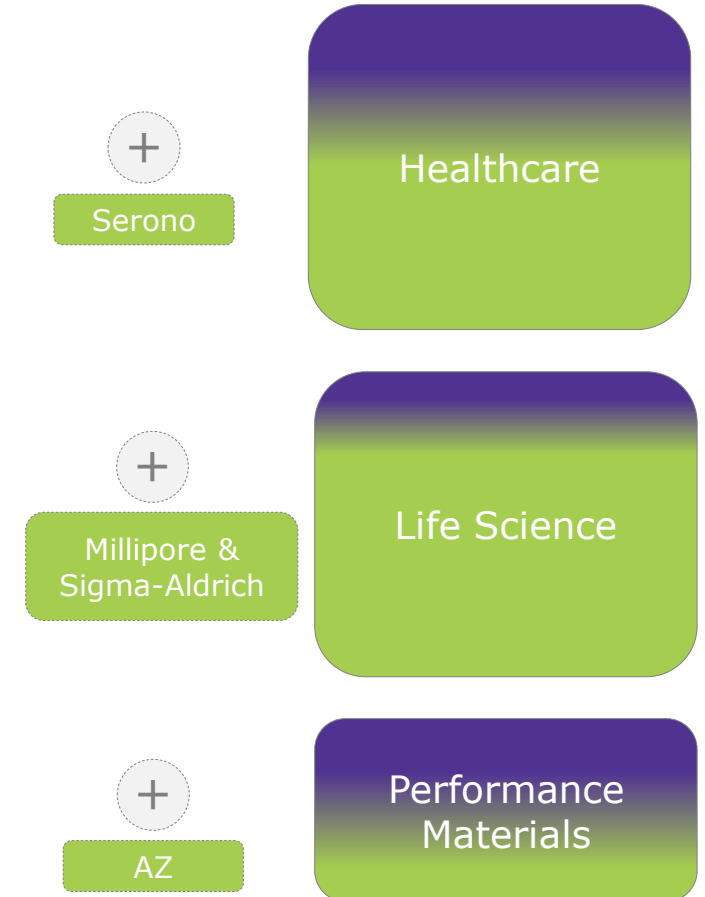 +
Serono
Healthcare
+
Millipore &
Sigma-Aldrich
Life Science
+
AZ
Performance
Materials